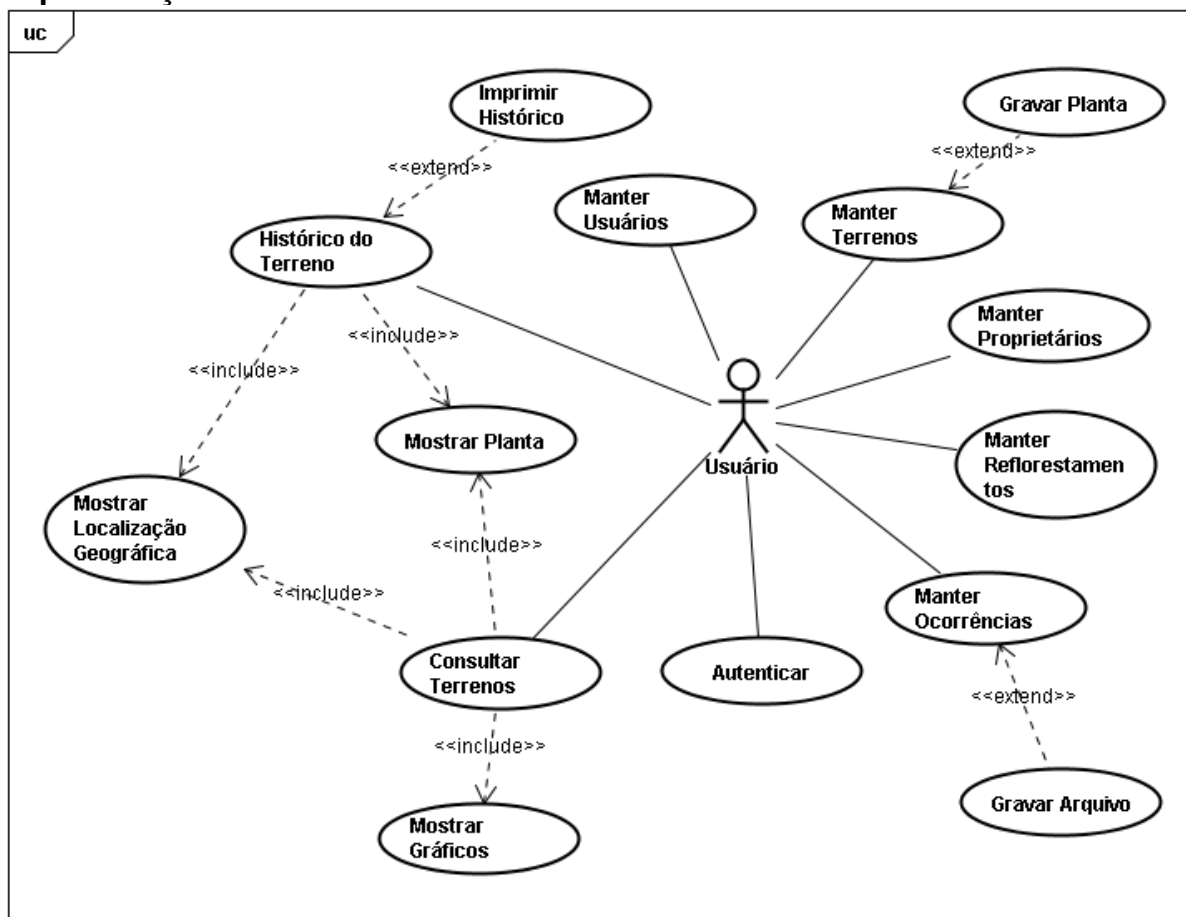 uc
Imprimir
Histórico
Gravar Planta
<<extend>>
<<extend>>
Manter
Usuários
Manter
Terrenos
Histórico do
Terreno
Manter
Proprietários
<<include>>
<<include>>
Mostrar Planta
Manter
Reflorestamen
tos
Usuário
Mostrar
Localização
Geográfica
<<include>>
<<include>>
Manter
Ocorrências
Consultar
Terrenos
Autenticar
<<extend>>
<<include>>
Gravar Arquivo
Mostrar
Gráficos